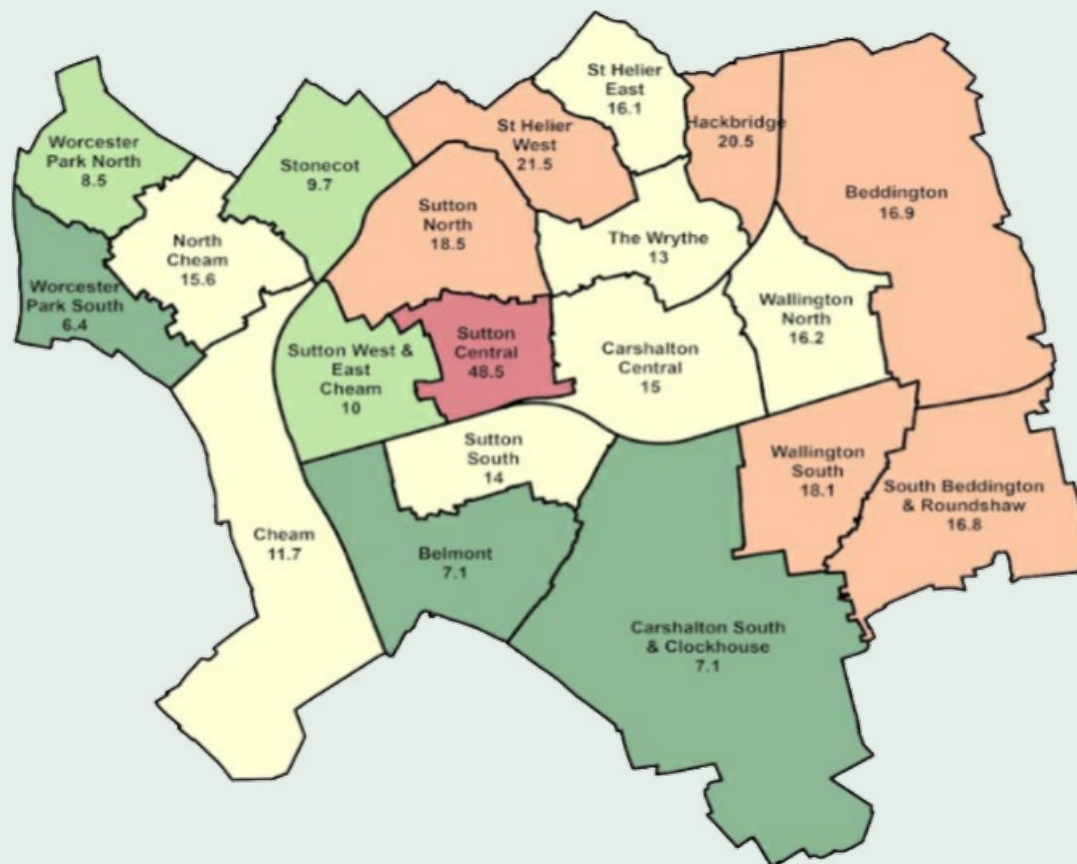 St Helier
East
16.1
Worcester
Park North
8.5
Stonecot
9.7
St Helier
West
21.5
Hackbridge
20.5
Beddington
16.9
Sutton
North
18.5
North
Cheam
15.6
The Wrythe
13
Worcester
Park South
6.4
Wallington
North
16.2
Sutton West &
East
Cheam
10
Sutton
Central
48.5
Carshalton
Central
15
Sutton
South
14
Wallington
South
18.1
South Beddington
& Roundshaw
16.8
Cheam
11.7
Belmont
7.1
Carshalton South
& Clockhouse
7.1